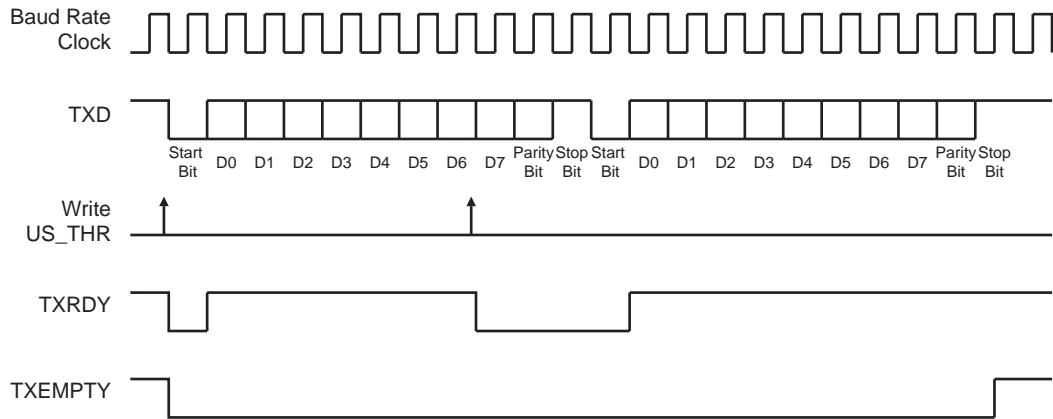 Baud Rate
Clock
TXD
Start
Bit
D0
D1
D2
D3
D4
D5
D6
D7
Parity
Bit
Stop
Bit
Start
Bit
D0
D1
D2
D3
D4
D5
D6
D7
Parity
Bit
Stop
Bit
Write
US_THR
TXRDY
TXEMPTY